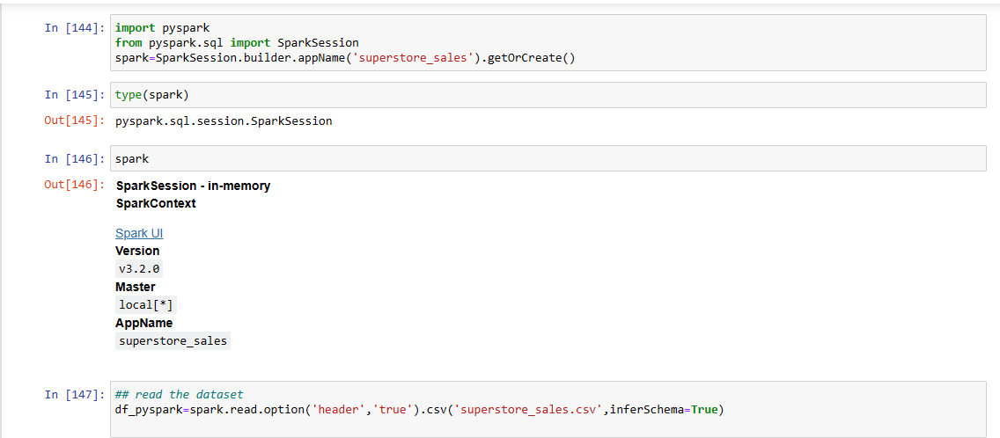 In [144]: import pyspark
from pyspark.sql import SparkSession
spark=SparkSession.builder.appName('superstore_sales').getOrCreate()
In [145]: type(spark)
Out[145]: pyspark.sql.session.SparkSession
In [146]: spark
Out[146]: SparkSession - in-memory
SparkContext
Spark UI
Version
v3.2.0
Master
local[*]
AppName
superstore_sales
In [147]: ## read the dataset
df_pyspark=spark.read.option('header','true').csv('superstore_sales.csv',inferSchema=True)